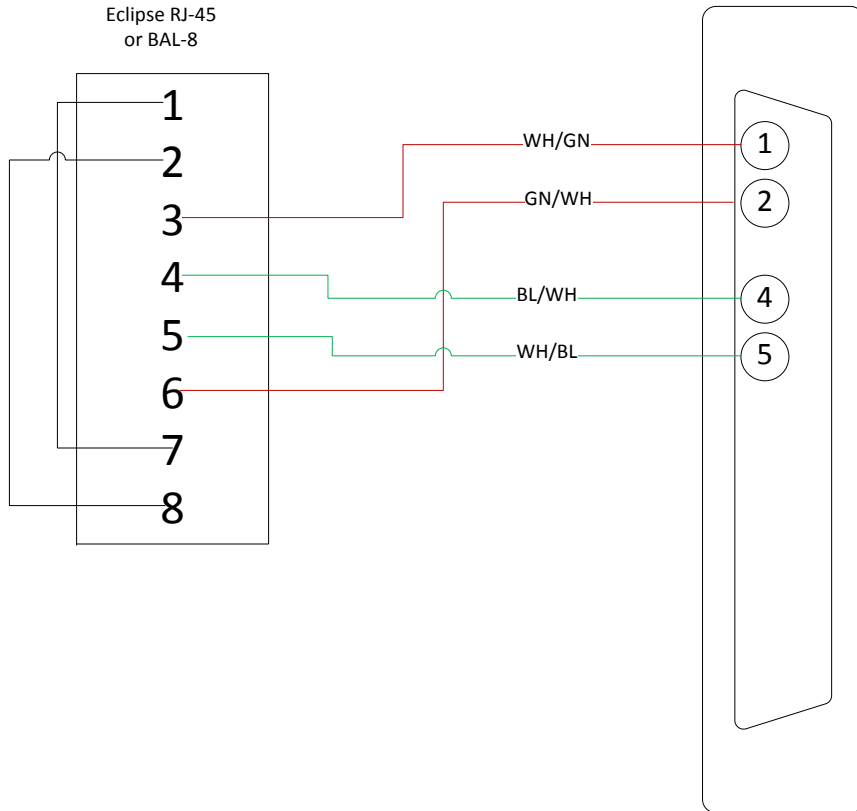 Eclipse RJ-45
or BAL-8
1
2
3
4
5
6
7
8
WH/GN
GN/WH
BL/WH
WH/BL
1
2
4
5